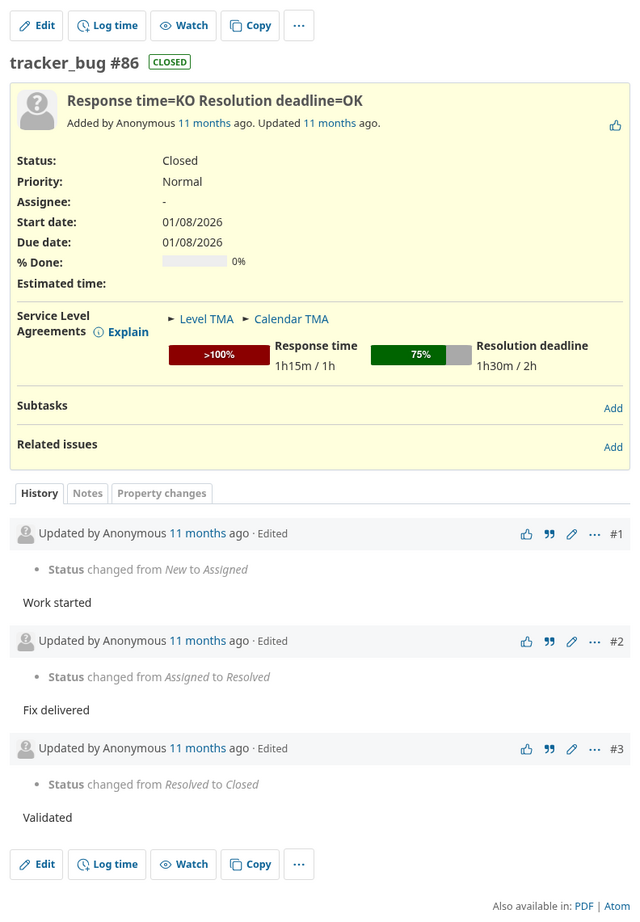 Edit Log time Watch Copy ...
tracker_bug #86 CLOSED
Response time=KO Resolution deadline=OK
Added by Anonymous 11 months ago. Updated 11 months ago.
Status: Closed
Priority: Normal
Assignee: -
Start date: 01/08/2026
Due date: 01/08/2026
% Done: 0%
Estimated time:
Service Level Agreements Explain
► Level TMA ► Calendar TMA
>100% Response time 1h15m / 1h
75% Resolution deadline 1h30m / 2h
Subtasks Add
Related issues Add
History Notes Property changes
Updated by Anonymous 11 months ago · Edited #1
• Status changed from New to Assigned
Work started
Updated by Anonymous 11 months ago · Edited #2
• Status changed from Assigned to Resolved
Fix delivered
Updated by Anonymous 11 months ago · Edited #3
• Status changed from Resolved to Closed
Validated
Edit Log time Watch Copy ...
Also available in: PDF | Atom